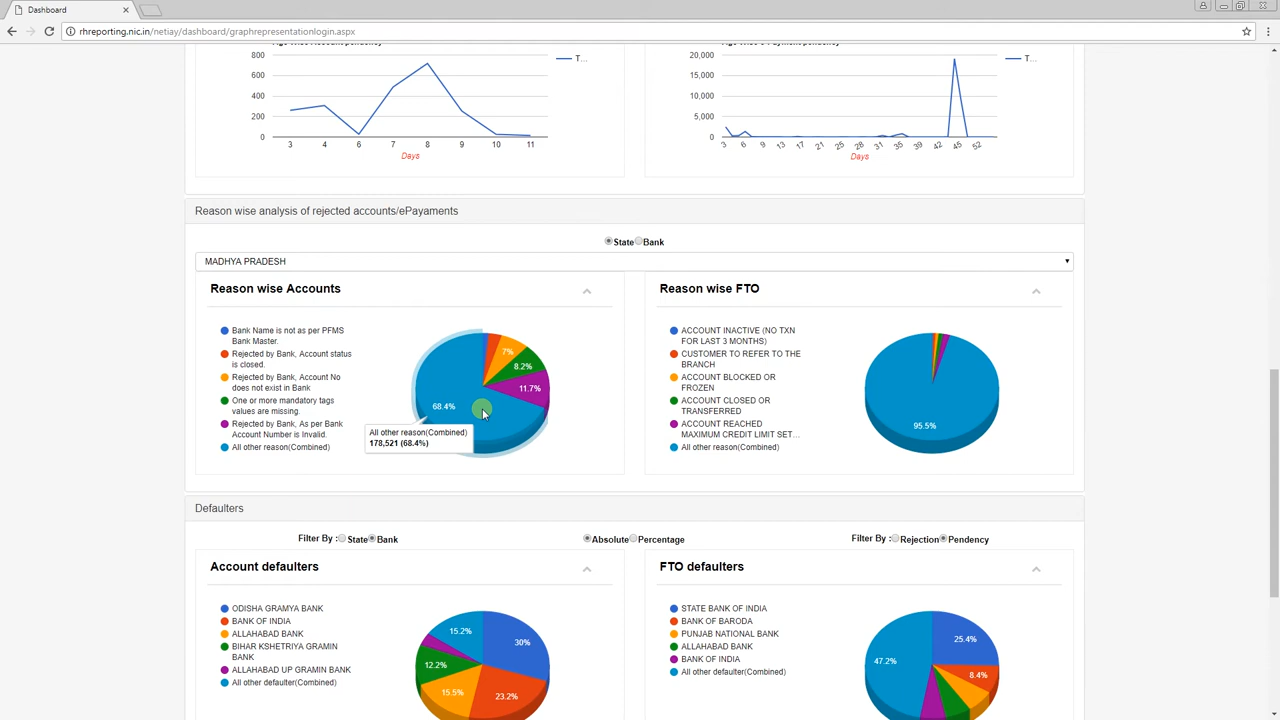 Dashboard
rhreporting.nic.in/netiay/dashboard/graphrepresentationlogin.aspx
800
600
400
200
0
3 4 6 7 8 9 10 11
Days
T...
20,000
15,000
10,000
5,000
0
3 6 9 13 17 21 25 28 31 35 39 42 45 52
Days
T...
Reason wise analysis of rejected accounts/ePayaments
State Bank
MADHYA PRADESH
Reason wise Accounts
Bank Name is not as per PFMS
Bank Master.
Rejected by Bank, Account status
is closed.
Rejected by Bank, Account No
does not exist in Bank
One or more mandatory tags
values are missing.
Rejected by Bank, As per Bank
Account Number is Invalid.
All other reason(Combined)
7%
8.2%
11.7%
68.4%
All other reason(Combined)
178,521 (68.4%)
Reason wise FTO
ACCOUNT INACTIVE (NO TXN
FOR LAST 3 MONTHS)
CUSTOMER TO REFER TO THE
BRANCH
ACCOUNT BLOCKED OR
FROZEN
ACCOUNT CLOSED OR
TRANSFERRED
ACCOUNT REACHED
MAXIMUM CREDIT LIMIT SET...
All other reason(Combined)
95.5%
Defaulters
Filter By : State Bank
Absolute Percentage
Filter By : Rejection Pendency
Account defaulters
ODISHA GRAMYA BANK
BANK OF INDIA
ALLAHABAD BANK
BIHAR KSHETRIYA GRAMIN
BANK
ALLAHABAD UP GRAMIN BANK
All other defaulter(Combined)
15.2%
30%
12.2%
15.5%
23.2%
FTO defaulters
STATE BANK OF INDIA
BANK OF BARODA
PUNJAB NATIONAL BANK
ALLAHABAD BANK
BANK OF INDIA
All other defaulter(Combined)
25.4%
47.2%
8.4%